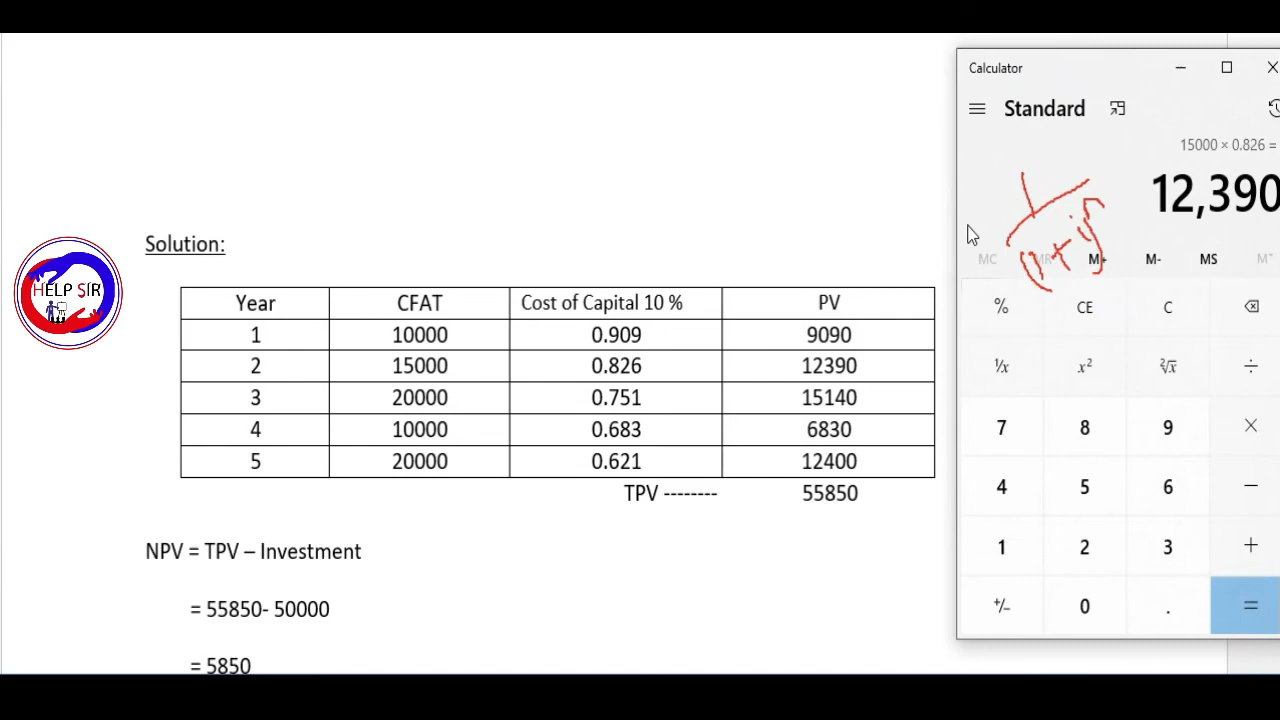 Calculator
Standard
15000 × 0.826 =
12,390
MC MR M+ M- MS M˅
% CE C
¹/x x² ²√x ÷
7 8 9 ×
4 5 6 −
1 2 3 +
+/− 0 . =
HELP SIR
Solution:
Year CFAT Cost of Capital 10 % PV
1 10000 0.909 9090
2 15000 0.826 12390
3 20000 0.751 15140
4 10000 0.683 6830
5 20000 0.621 12400
TPV -------- 55850
NPV = TPV – Investment
= 55850- 50000
= 5850